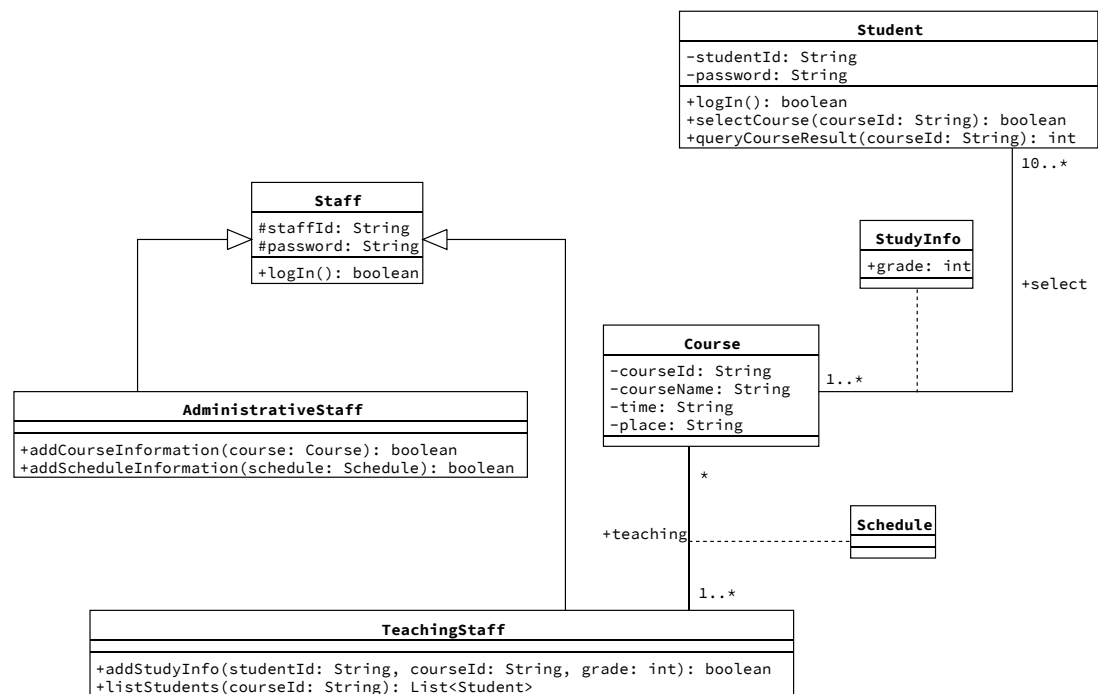 Student
-studentId: String
-password: String
+logIn(): boolean
+selectCourse(courseId: String): boolean
+queryCourseResult(courseId: String): int
10..*
Staff
#staffId: String
#password: String
+logIn(): boolean
StudyInfo
+grade: int
+select
Course
-courseId: String
-courseName: String
-time: String
-place: String
1..*
AdministrativeStaff
+addCourseInformation(course: Course): boolean
+addScheduleInformation(schedule: Schedule): boolean
*
+teaching
Schedule
1..*
TeachingStaff
+addStudyInfo(studentId: String, courseId: String, grade: int): boolean
+listStudents(courseId: String): List<Student>